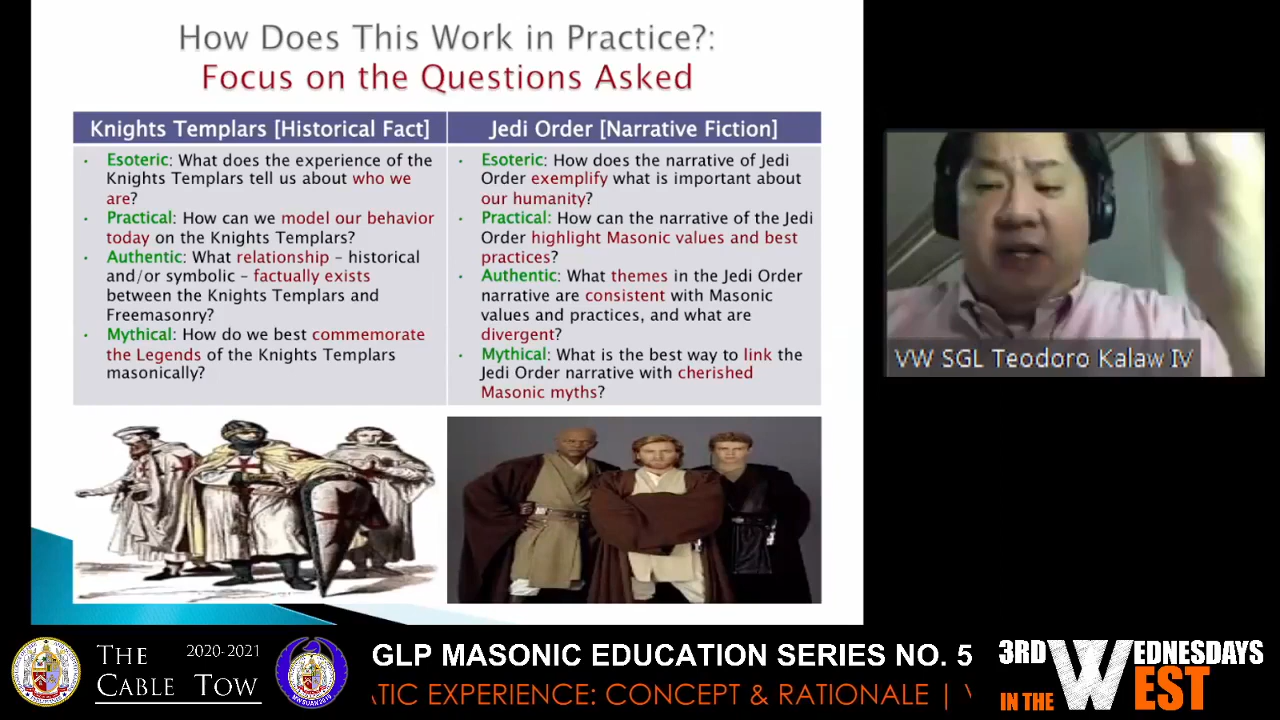 How Does This Work in Practice?:
Focus on the Questions Asked
Knights Templars [Historical Fact]
• Esoteric: What does the experience of the
Knights Templars tell us about who we
are?
• Practical: How can we model our behavior
today on the Knights Templars?
• Authentic: What relationship – historical
and/or symbolic – factually exists
between the Knights Templars and
Freemasonry?
• Mythical: How do we best commemorate
the Legends of the Knights Templars
masonically?
Jedi Order [Narrative Fiction]
• Esoteric: How does the narrative of Jedi
Order exemplify what is important about
our humanity?
• Practical: How can the narrative of the Jedi
Order highlight Masonic values and best
practices?
• Authentic: What themes in the Jedi Order
narrative are consistent with Masonic
values and practices, and what are
divergent?
• Mythical: What is the best way to link the
Jedi Order narrative with cherished
Masonic myths?
VW SGL Teodoro Kalaw IV
THE 2020-2021
CABLE TOW
GLP MASONIC EDUCATION SERIES NO. 5
TIC EXPERIENCE: CONCEPT & RATIONALE |
3RD WEDNESDAYS
IN THE WEST